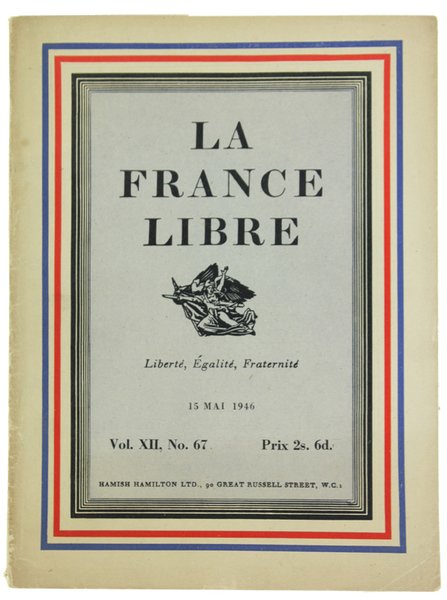 LA
FRANCE
LIBRE
Liberté, Égalité, Fraternité
15 MAI 1946
Vol. XII, No. 67 Prix 2s. 6d.
HAMISH HAMILTON LTD., 90 GREAT RUSSELL STREET, W.C.1